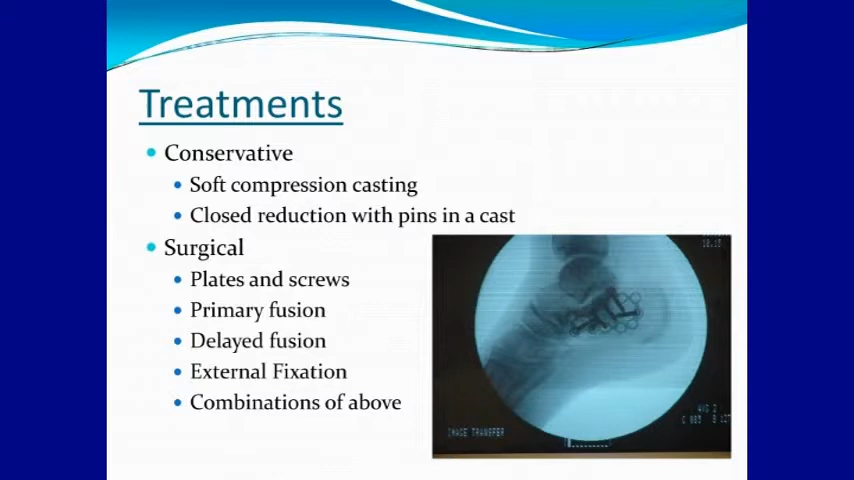 Treatments
Conservative
Soft compression casting
Closed reduction with pins in a cast
Surgical
Plates and screws
Primary fusion
Delayed fusion
External Fixation
Combinations of above
IMAGE TRANSFER